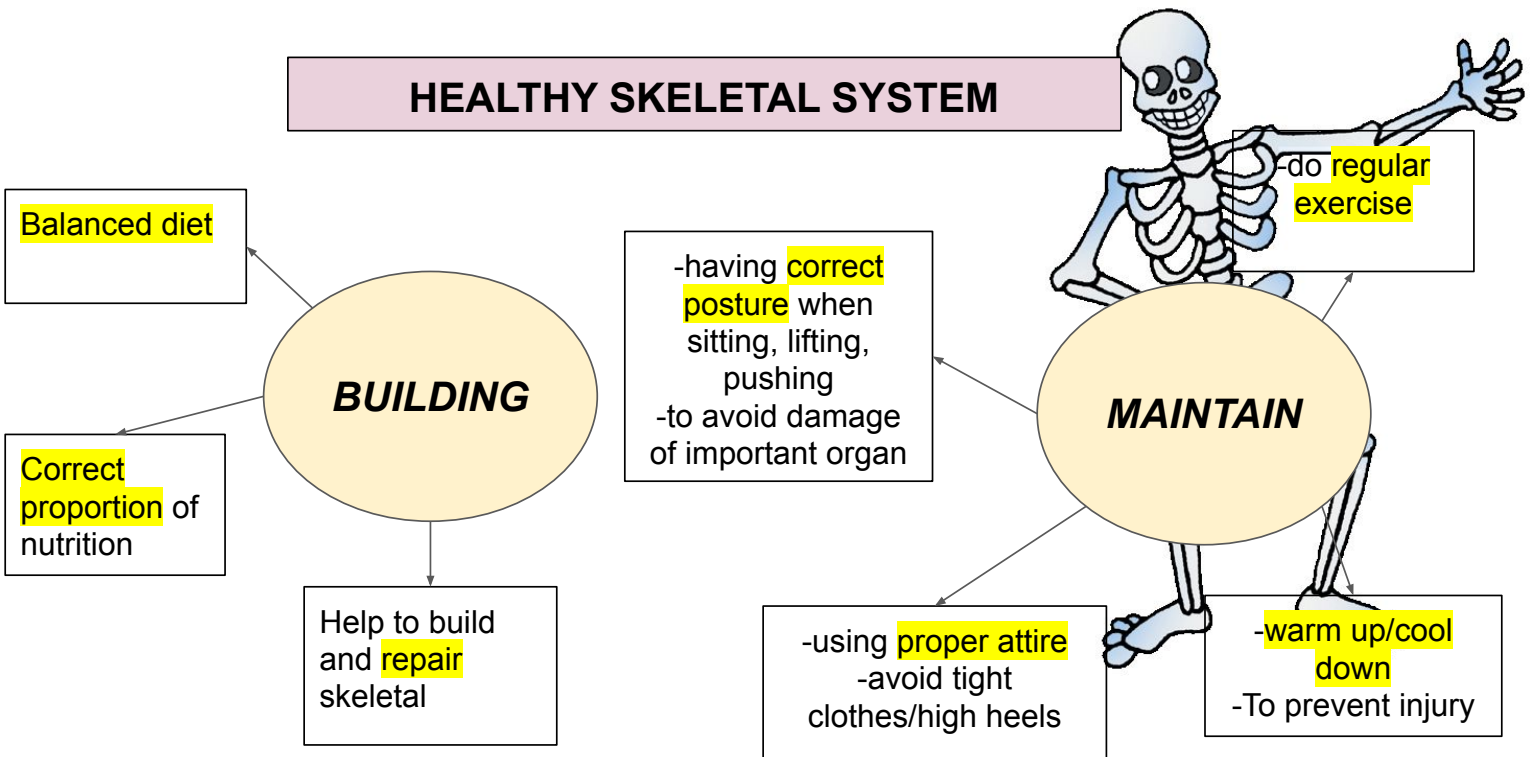 HEALTHY SKELETAL SYSTEM
Balanced diet
BUILDING
Correct
proportion of
nutrition
Help to build
and repair
skeletal
-having correct
posture when
sitting, lifting,
pushing
-to avoid damage
of important organ
-do regular
exercise
MAINTAIN
-using proper attire
-avoid tight
clothes/high heels
-warm up/cool
down
-To prevent injury